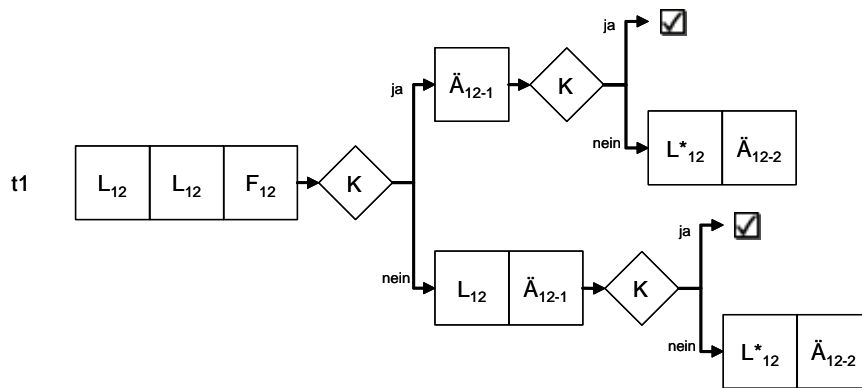 ja
ja
Ä12-1
K
nein
L*12 Ä12-2
t1
L12 L12 F12
K
ja
nein
L12 Ä12-1
K
nein
L*12 Ä12-2